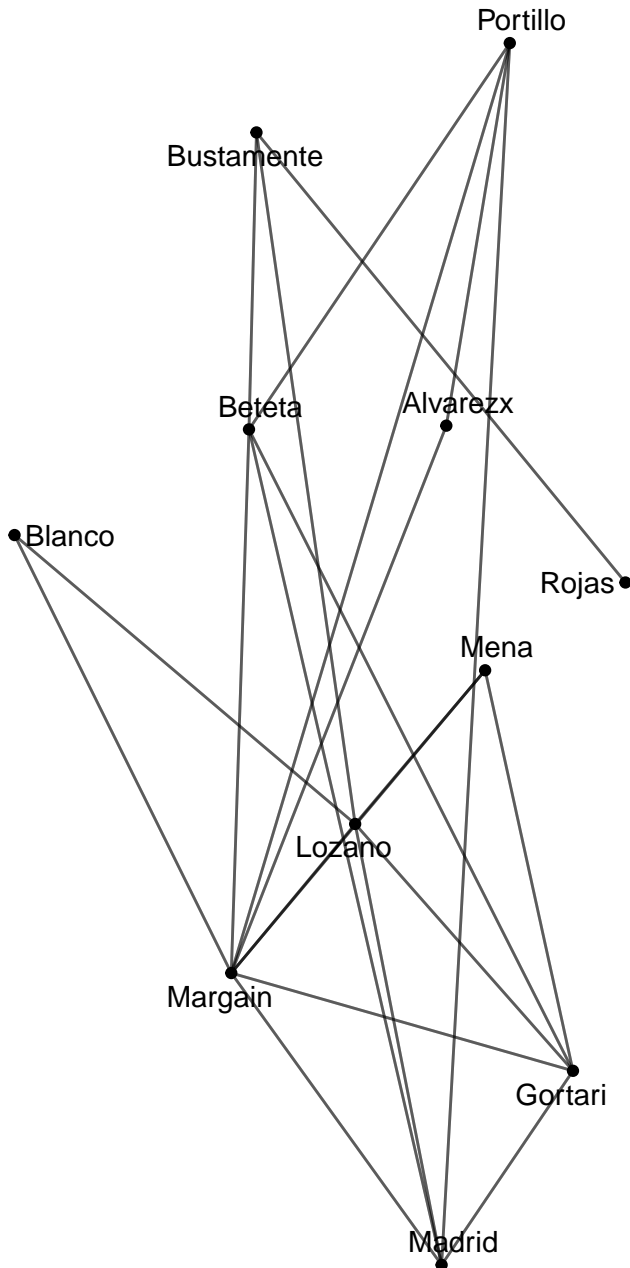 Portillo
Bustamente
Beteta
Alvarezx
Blanco
Rojas
Mena
Lozano
Margain
Gortari
Madrid